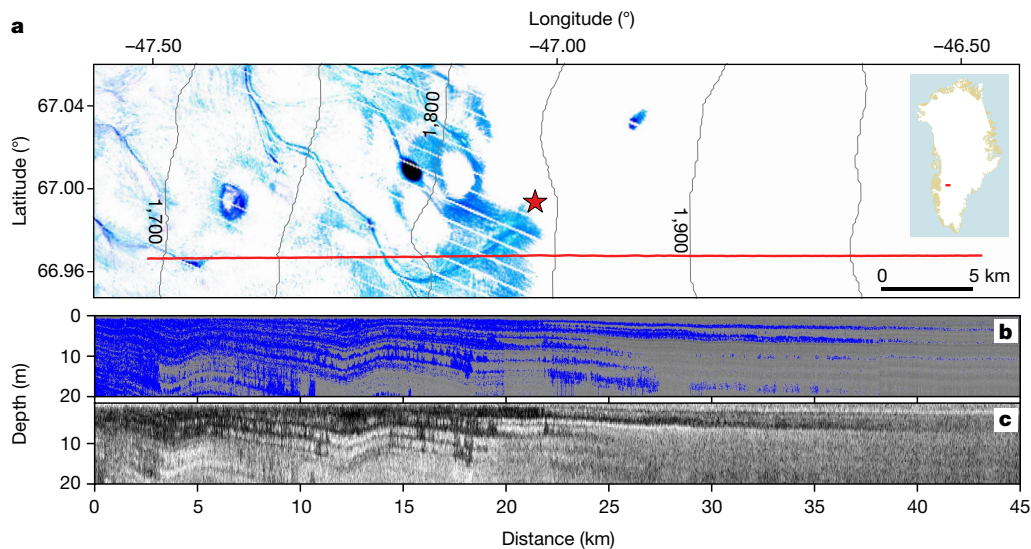 a
Longitude (°)
–47.50 –47.00 –46.50
67.04
67.00
66.96
Latitude (°)
1,700
1,800
1,900
0 5 km
b
0
10
20
c
10
20
Depth (m)
0 5 10 15 20 25 30 35 40 45
Distance (km)